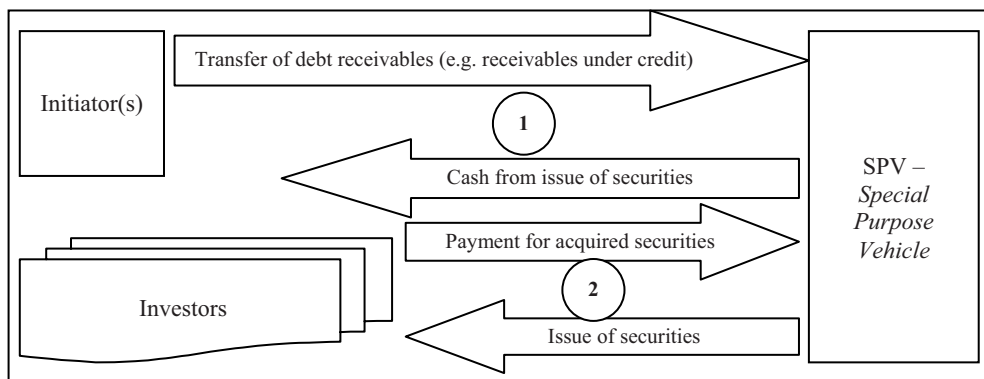 Transfer of debt receivables (e.g. receivables under credit)
Initiator(s)
1
Cash from issue of securities
SPV –
Special
Purpose
Vehicle
Payment for acquired securities
2
Investors
Issue of securities